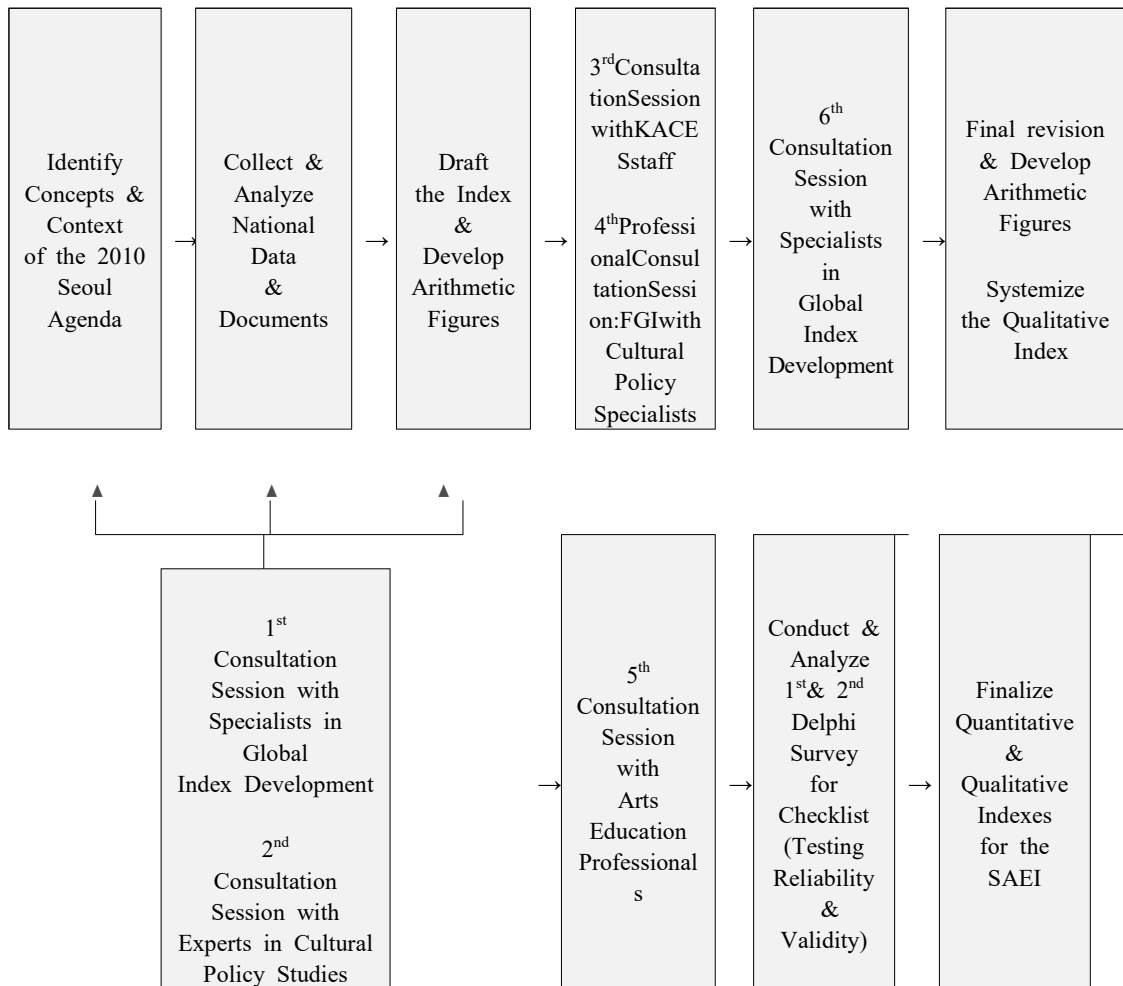 Identify
Concepts &
Context
of the 2010
Seoul
Agenda
→
Collect &
Analyze
National
Data
&
Documents
→
Draft
the Index
&
Develop
Arithmetic
Figures
→
3rdConsulta
tionSession
withKACE
Sstaff
4thProfessi
onalConsul
tationSessi
on:FGIwith
Cultural
Policy
Specialists
→
6th
Consultation
Session
with
Specialists
in
Global
Index
Development
→
Final revision
& Develop
Arithmetic
Figures
Systemize
the Qualitative
Index
1st
Consultation
Session with
Specialists in
Global
Index Development
2nd
Consultation
Session with
Experts in Cultural
Policy Studies
→
5th
Consultation
Session
with
Arts
Education
Professional
s
→
Conduct &
Analyze
1st& 2nd
Delphi
Survey
for
Checklist
(Testing
Reliability
&
Validity)
→
Finalize
Quantitative
&
Qualitative
Indexes
for the
SAEI